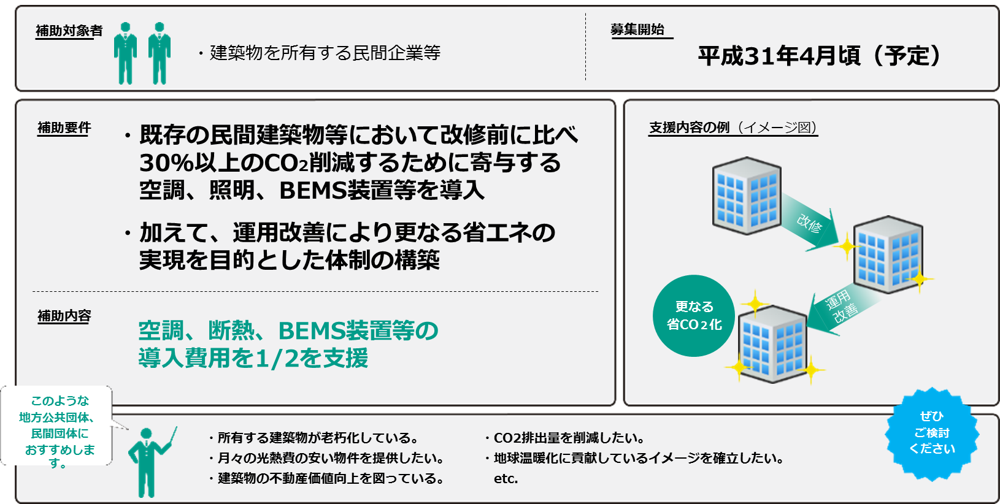 補助対象者
・建築物を所有する民間企業等
募集開始
平成31年4月頃（予定）
補助要件
・既存の民間建築物等において改修前に比べ
30%以上のCO₂削減するために寄与する
空調、照明、BEMS装置等を導入
・加えて、運用改善により更なる省エネの
実現を目的とした体制の構築
補助内容
空調、断熱、BEMS装置等の
導入費用を1/2を支援
支援内容の例（イメージ図）
改修
運用
改善
更なる
省CO２化
このような
地方公共団体、
民間団体に
おすすめしま
す。
・所有する建築物が老朽化している。
・月々の光熱費の安い物件を提供したい。
・建築物の不動産価値向上を図っている。
・CO2排出量を削減したい。
・地球温暖化に貢献しているイメージを確立したい。
etc.
ぜひ
ご検討
ください